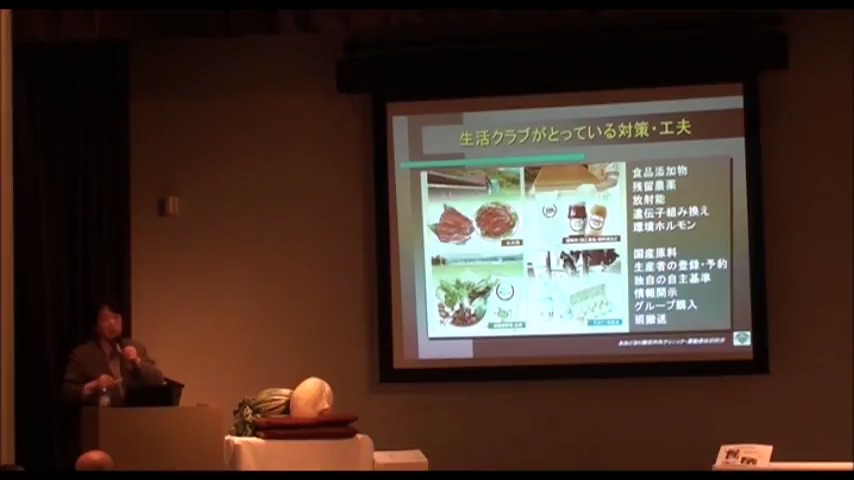 生活クラブがとっている対策・工夫
食品添加物
残留農薬
放射能
遺伝子組み換え
環境ホルモン
国産原料
生産者の登録・予約
独自の自主基準
情報開示
グループ購入
班搬送